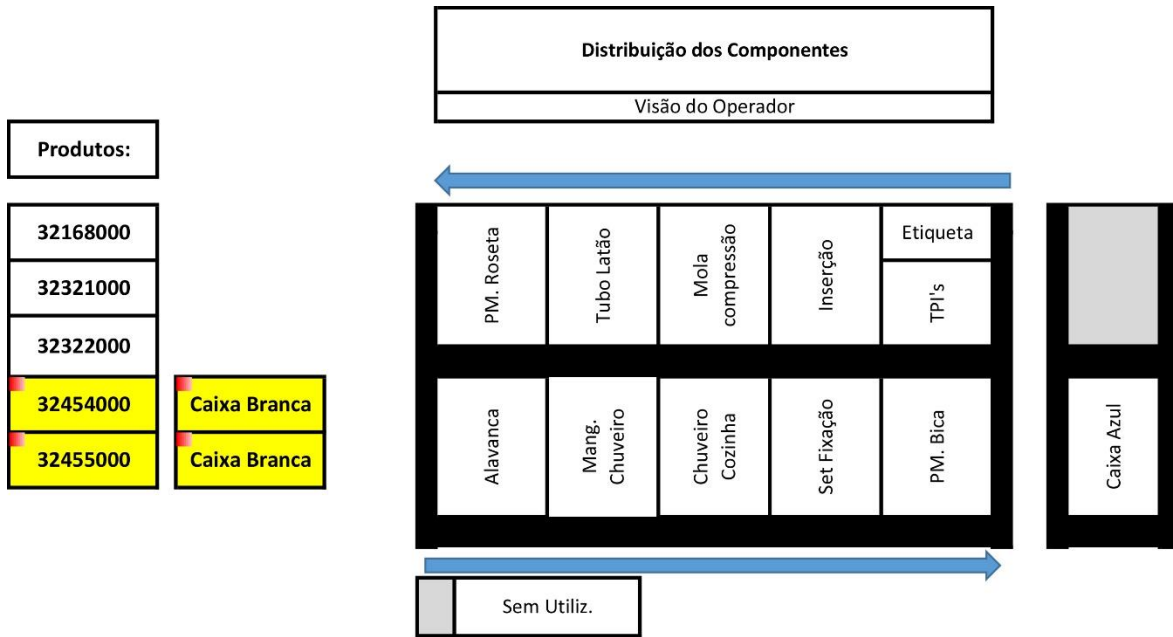 Distribuição dos Componentes
Visão do Operador
Produtos:
32168000
32321000
32322000
32454000
Caixa Branca
32455000
Caixa Branca
PM. Roseta
Tubo Latão
Mola
compressão
Inserção
Etiqueta
TPI's
Alavanca
Mang.
Chuveiro
Chuveiro
Cozinha
Set Fixação
PM. Bica
Caixa Azul
Sem Utiliz.